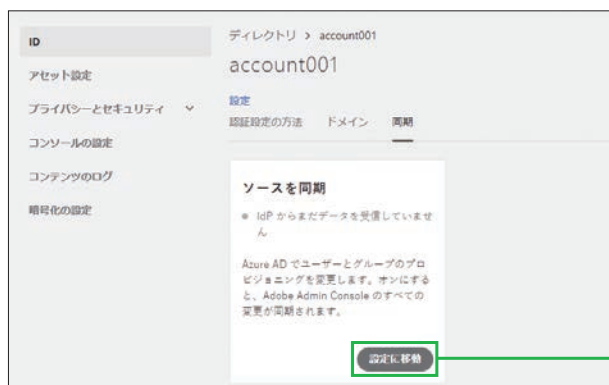 ID
アセット設定
プライバシーとセキュリティ
コンソールの設定
コンテンツのログ
暗号化の設定
ディレクトリ > account001
account001
設定
認証設定の方法 ドメイン 同期
ソースを同期
IdP からまだデータを受信していませ
ん
Azure AD でユーザーとグループのプロ
ビジョニングを変更します。オンにする
と、Adobe Admin Console のすべての
変更が同期されます。
設定に移動